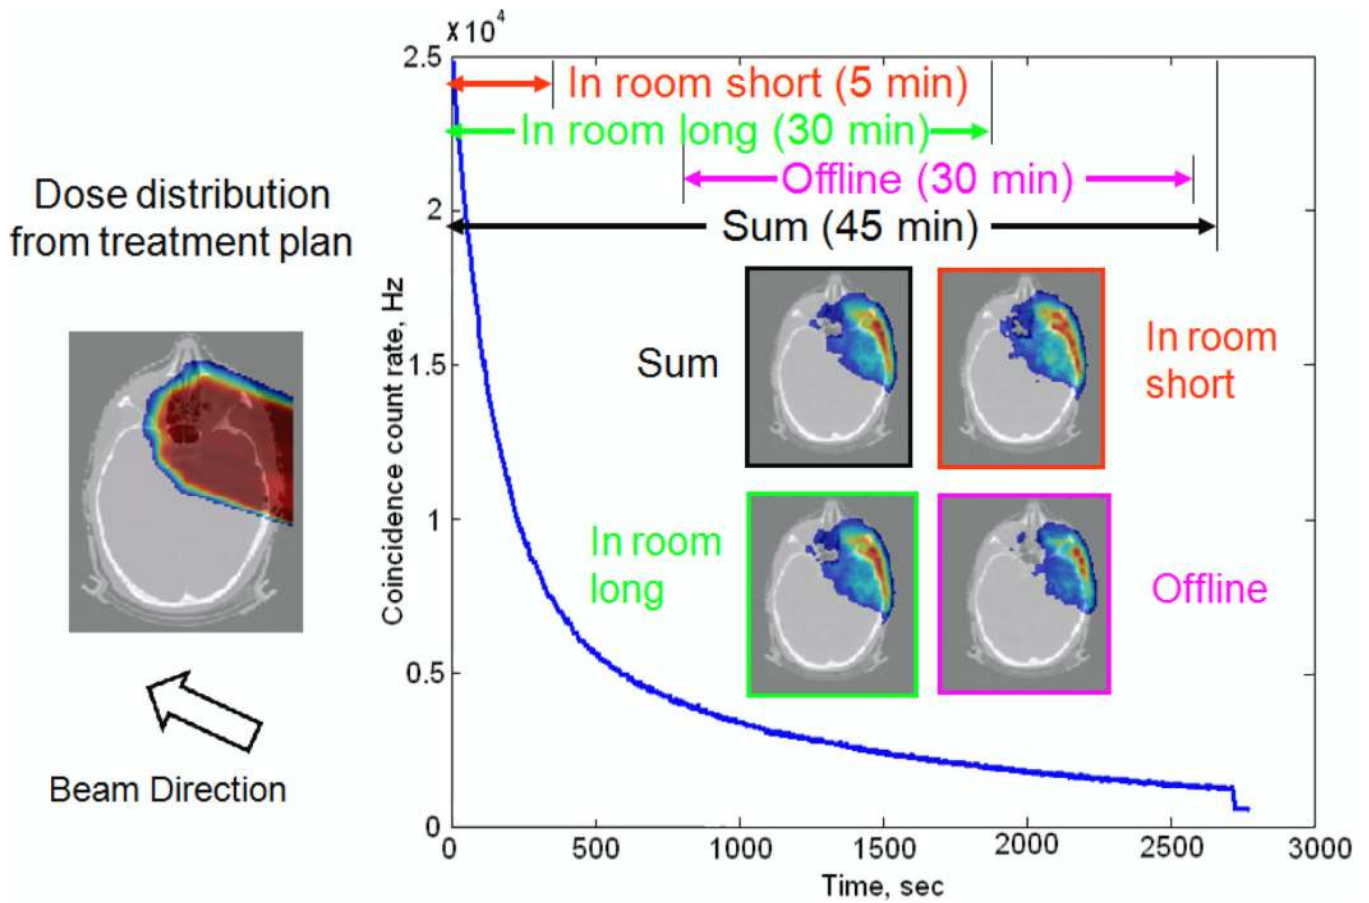 x10⁴
2.5
In room short (5 min)
In room long (30 min)
Offline (30 min)
Sum (45 min)
Dose distribution
from treatment plan
2
1.5
1
0.5
0
Coincidence count rate, Hz
Sum
In room
short
In room
long
Offline
Beam Direction
0
500
1000
1500
2000
2500
3000
Time, sec